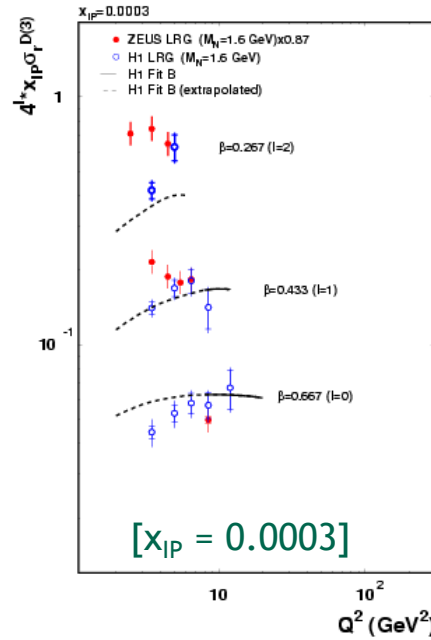 x_IP=0.0003
ZEUS LRG (M_N=1.6 GeV)x0.87
H1 LRG (M_N=1.6 GeV)
H1 Fit B
H1 Fit B (extrapolated)
4^l* x_IP σ_r^D(3)
1
β=0.267 (l=2)
β=0.433 (l=1)
10^-1
β=0.667 (l=0)
[x_IP = 0.0003]
10
10^2
Q^2 (GeV^2)